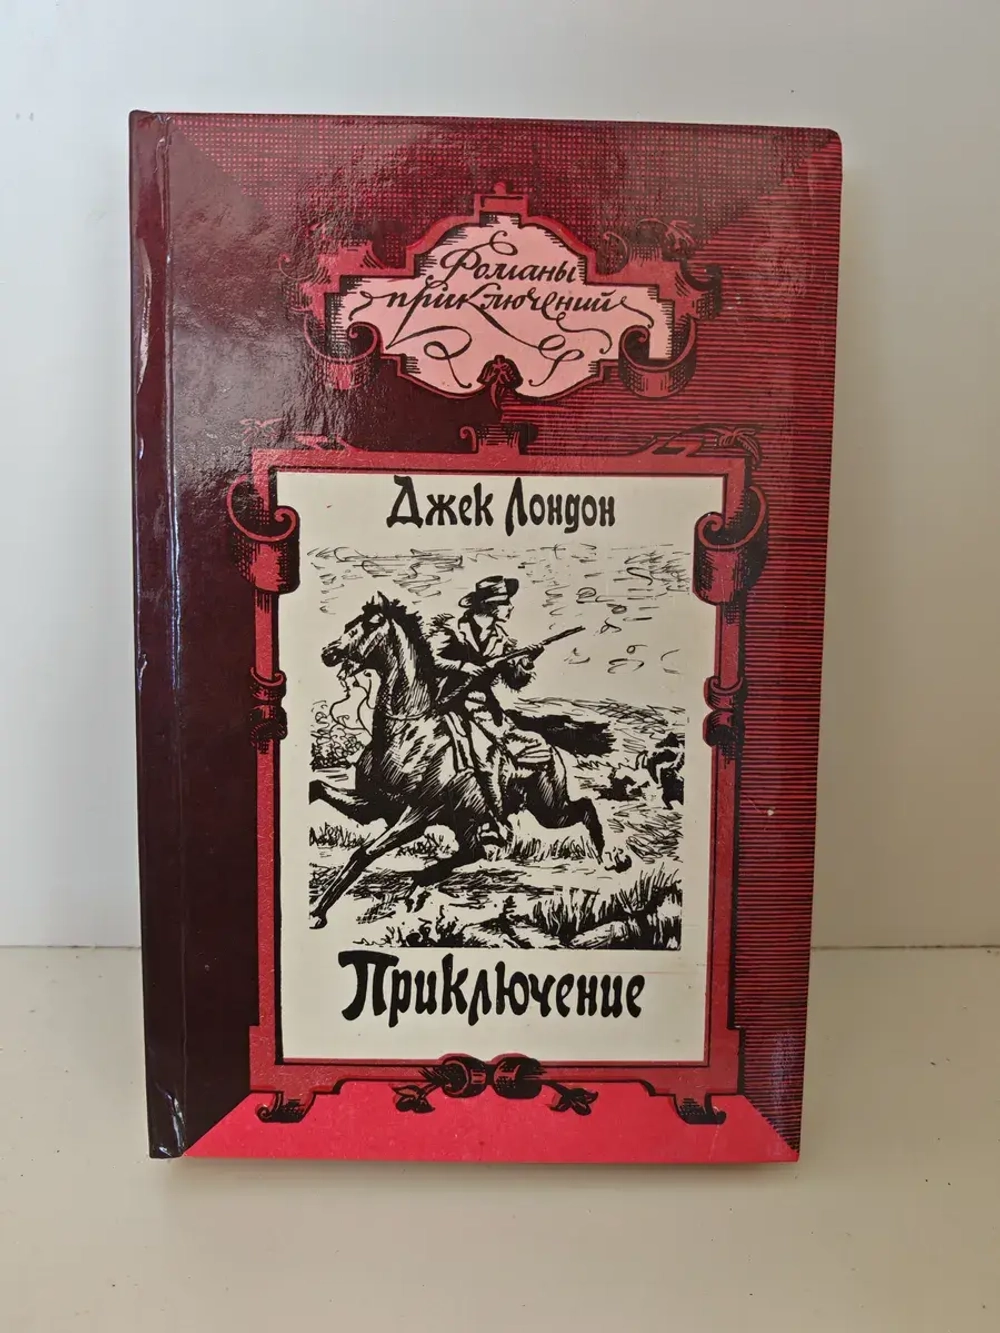 Романы
приключений
Джек Лондон
Приключение